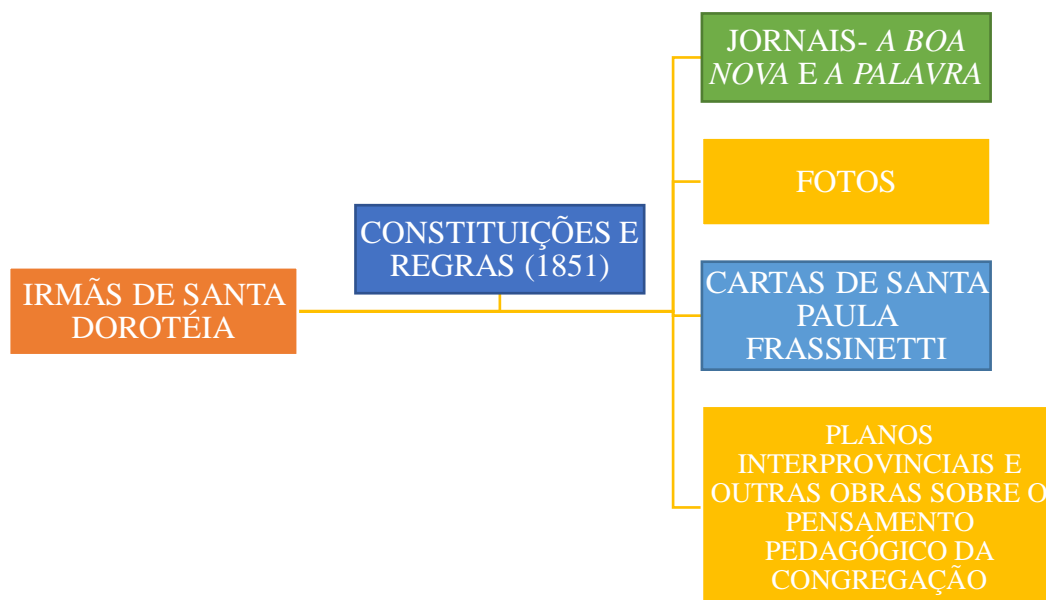 IRMÃS DE SANTA
DOROTÉIA
CONSTITUIÇÕES E
REGRAS (1851)
JORNAIS- A BOA
NOVA E A PALAVRA
FOTOS
CARTAS DE SANTA
PAULA
FRASSINETTI
PLANOS
INTERPROVINCIAIS E
OUTRAS OBRAS SOBRE O
PENSAMENTO
PEDAGÓGICO DA
CONGREGAÇÃO